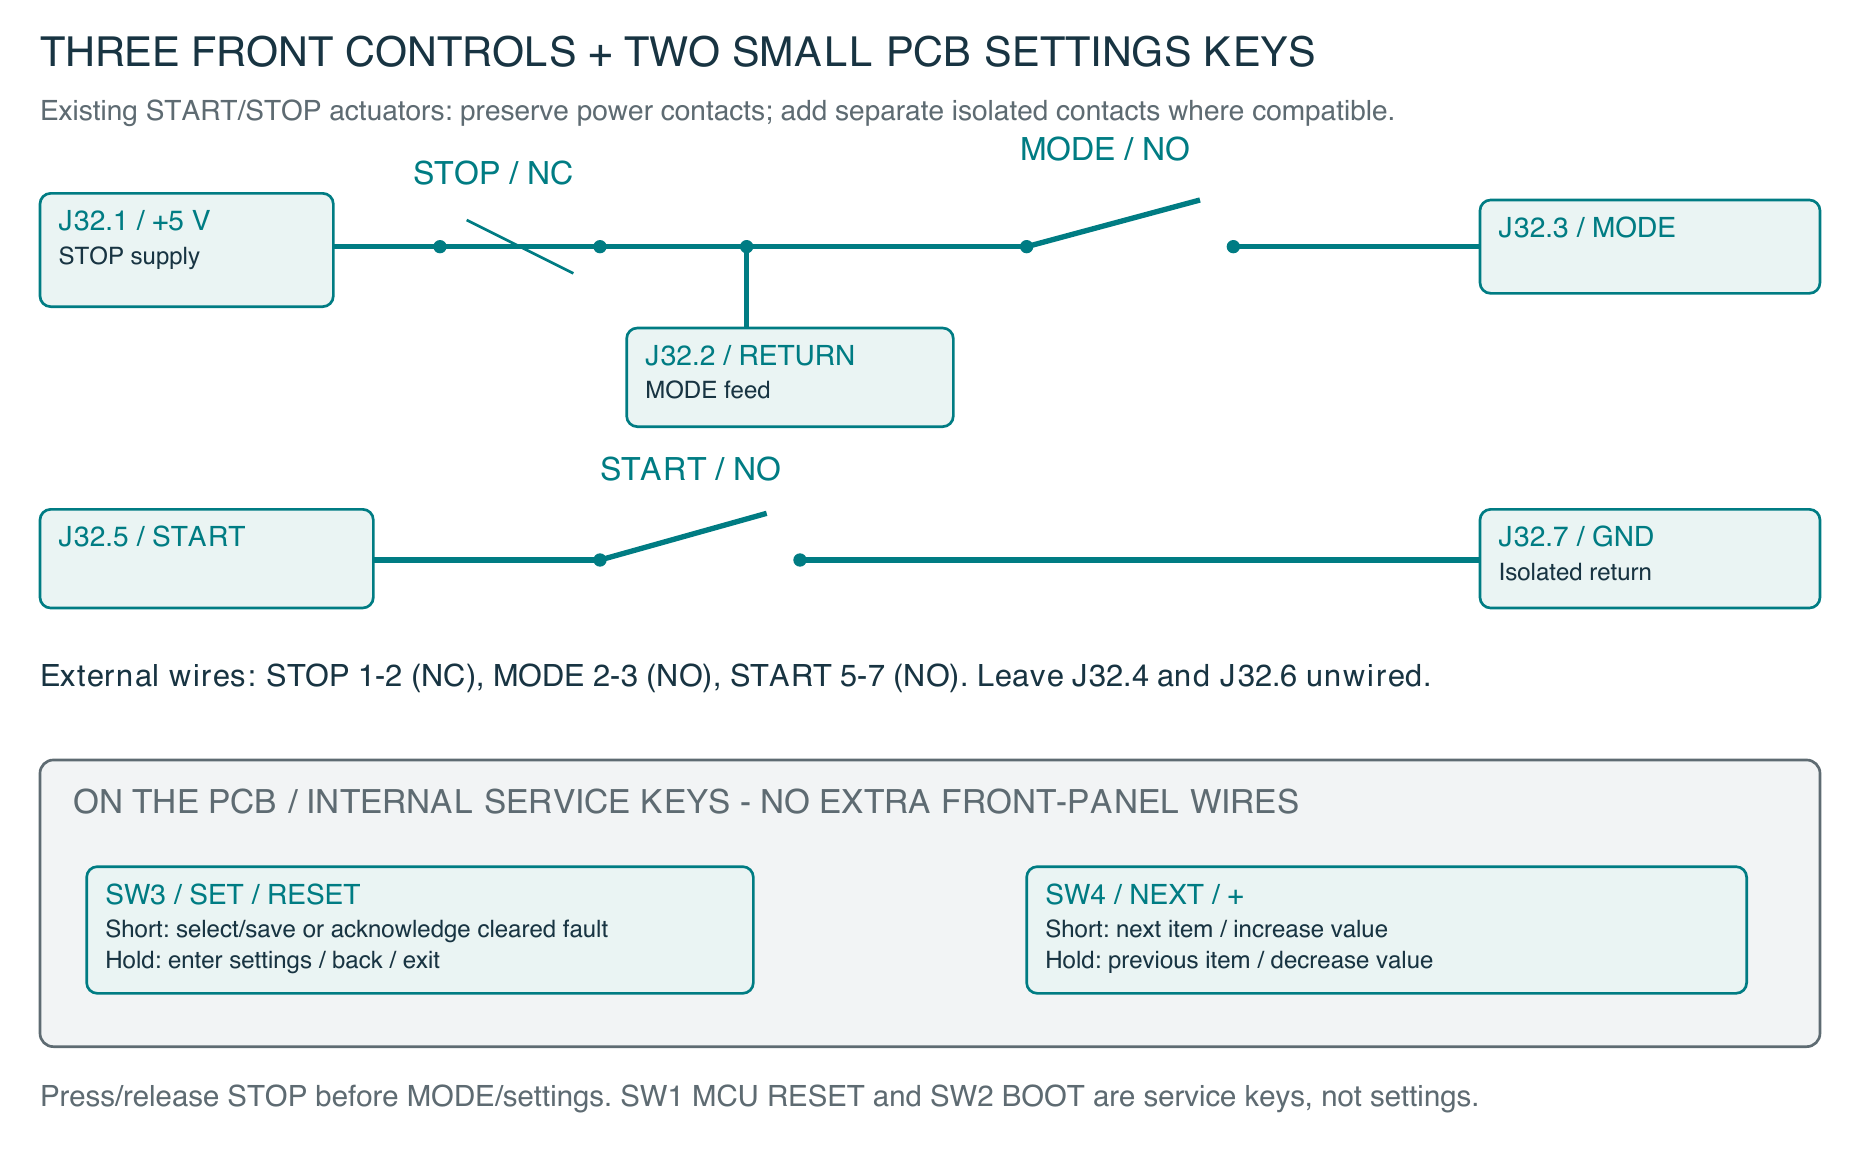 THREE FRONT CONTROLS + TWO SMALL PCB SETTINGS KEYS
Existing START/STOP actuators: preserve power contacts; add separate isolated contacts where compatible.
MODE / NO
STOP / NC
J32.1 / +5 V
STOP supply
J32.3 / MODE
J32.2 / RETURN
MODE feed
START / NO
J32.5 / START
J32.7 / GND
Isolated return
External wires: STOP 1-2 (NC), MODE 2-3 (NO), START 5-7 (NO). Leave J32.4 and J32.6 unwired.
ON THE PCB / INTERNAL SERVICE KEYS - NO EXTRA FRONT-PANEL WIRES
SW3 / SET / RESET
Short: select/save or acknowledge cleared fault
Hold: enter settings / back / exit
SW4 / NEXT / +
Short: next item / increase value
Hold: previous item / decrease value
Press/release STOP before MODE/settings. SW1 MCU RESET and SW2 BOOT are service keys, not settings.